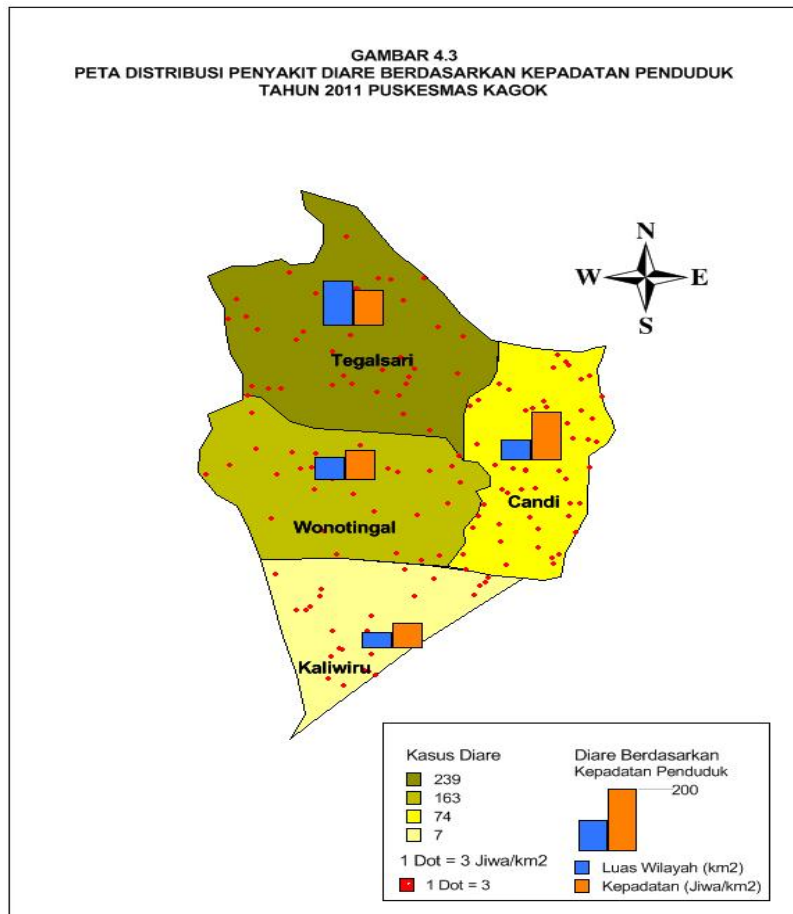 GAMBAR 4.3
PETA DISTRIBUSI PENYAKIT DIARE BERDASARKAN KEPADATAN PENDUDUK
TAHUN 2011 PUSKESMAS KAGOK
N
W E
S
Tegalsari
Candi
Wonotingal
Kaliwiru
Kasus Diare
239
163
74
7
1 Dot = 3 Jiwa/km2
1 Dot = 3
Diare Berdasarkan
Kepadatan Penduduk
200
Luas Wilayah (km2)
Kepadatan (Jiwa/km2)